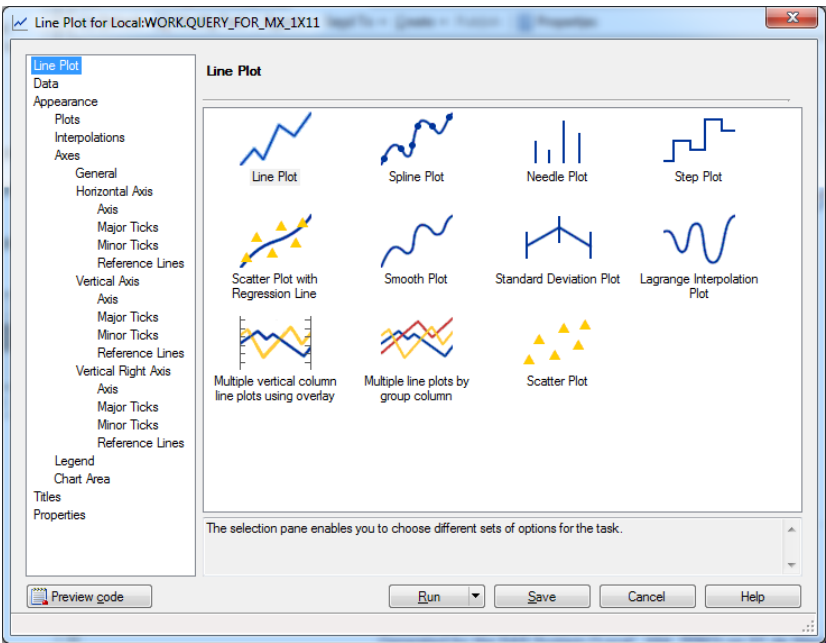 Line Plot for Local:WORK.QUERY_FOR_MX_1X11
Line Plot
Data
Appearance
Plots
Interpolations
Axes
General
Horizontal Axis
Axis
Major Ticks
Minor Ticks
Reference Lines
Vertical Axis
Axis
Major Ticks
Minor Ticks
Reference Lines
Vertical Right Axis
Axis
Major Ticks
Minor Ticks
Reference Lines
Legend
Chart Area
Titles
Properties
Line Plot
Line Plot
Spline Plot
Needle Plot
Step Plot
Scatter Plot with
Regression Line
Smooth Plot
Standard Deviation Plot
Lagrange Interpolation
Plot
Multiple vertical column
line plots using overlay
Multiple line plots by
group column
Scatter Plot
The selection pane enables you to choose different sets of options for the task.
Preview code
Run
Save
Cancel
Help